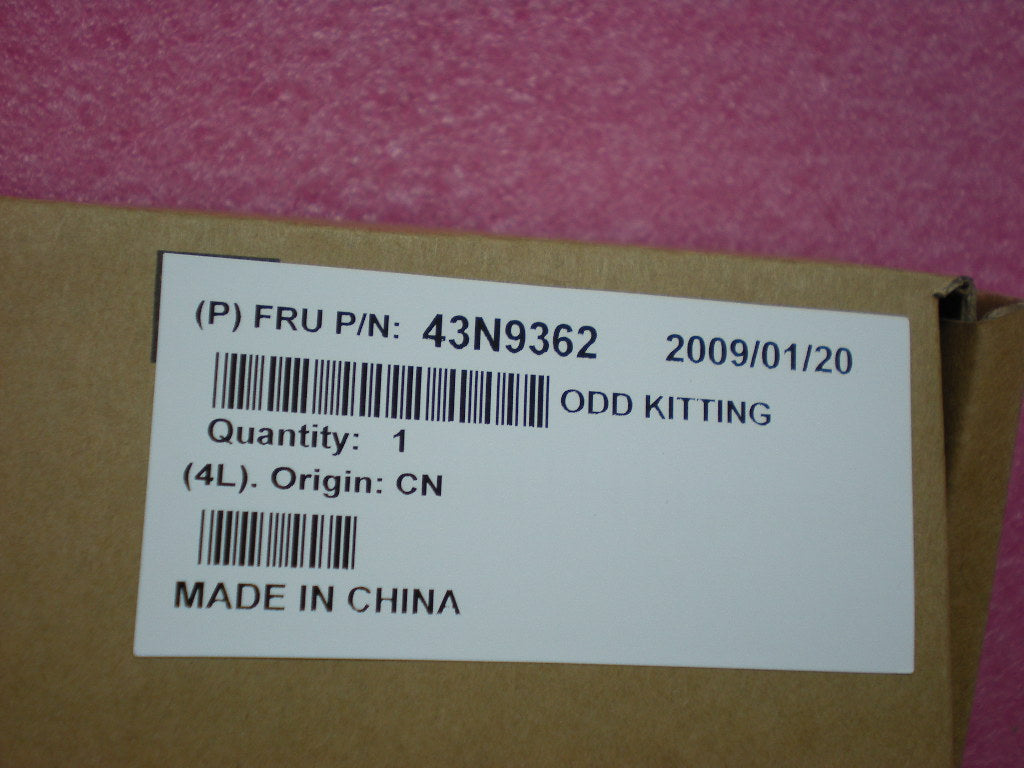 (P) FRU P/N: 43N9362 2009/01/20
ODD KITTING
Quantity: 1
(4L). Origin: CN
MADE IN CHINA